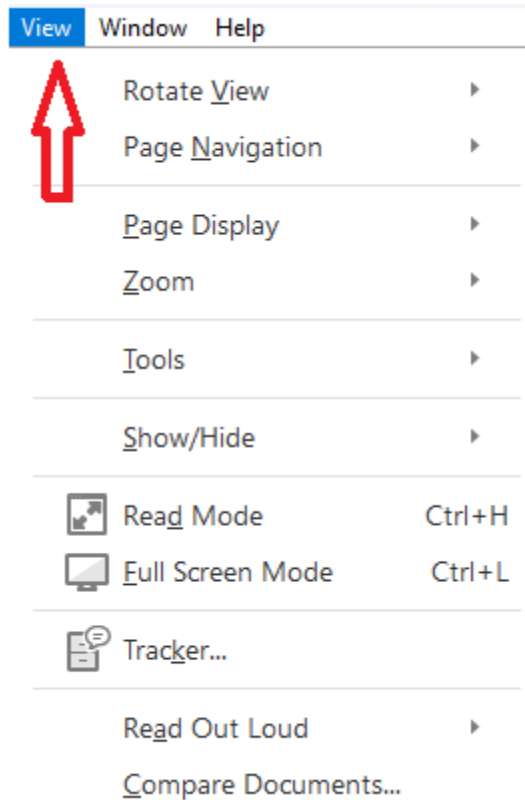 View Window Help
Rotate View
Page Navigation
Page Display
Zoom
Tools
Show/Hide
Read Mode Ctrl+H
Full Screen Mode Ctrl+L
Tracker...
Read Out Loud
Compare Documents...